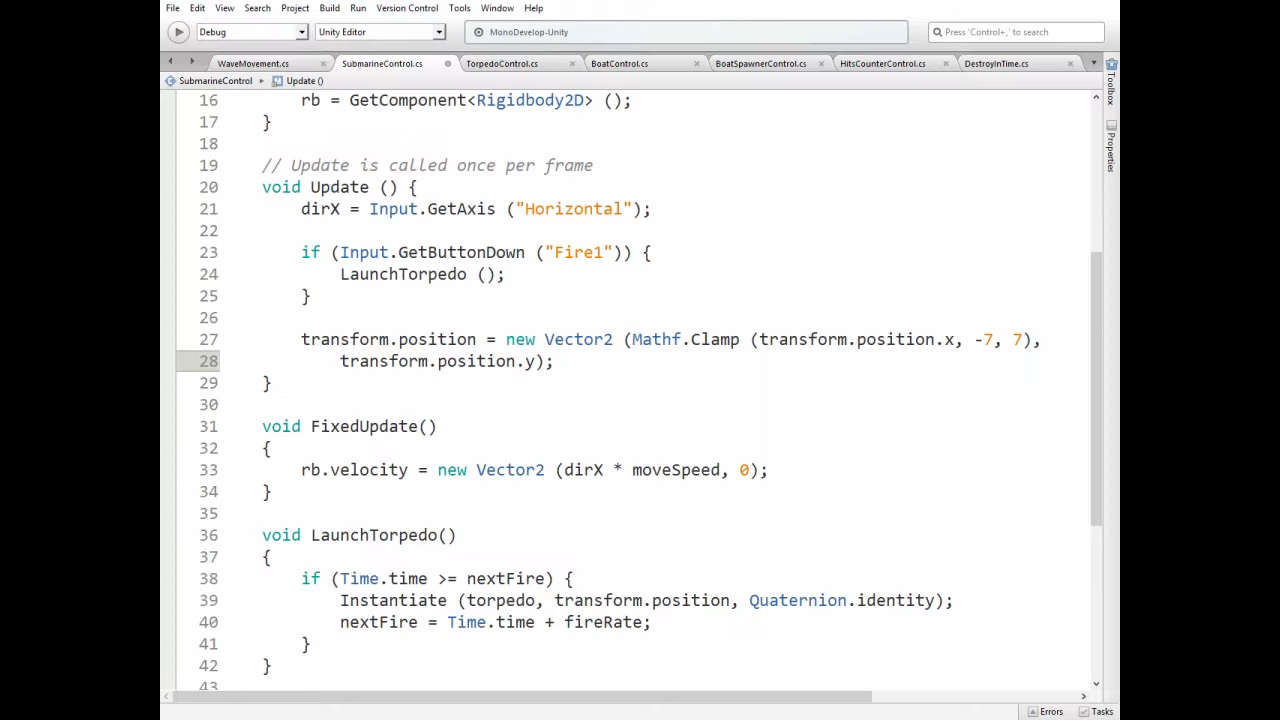 File Edit View Search Project Build Run Version Control Tools Window Help
Debug Unity Editor MonoDevelop-Unity Press 'Control+,' to search
WaveMovement.cs SubmarineControl.cs TorpedoControl.cs BoatControl.cs BoatSpawnerControl.cs HitsCounterControl.cs DestroyInTime.cs
SubmarineControl Update ()
16 rb = GetComponent<Rigidbody2D> ();
17 }
18
19 // Update is called once per frame
20 void Update () {
21 dirX = Input.GetAxis ("Horizontal");
22
23 if (Input.GetButtonDown ("Fire1")) {
24 LaunchTorpedo ();
25 }
26
27 transform.position = new Vector2 (Mathf.Clamp (transform.position.x, -7, 7),
28 transform.position.y);
29 }
30
31 void FixedUpdate()
32 {
33 rb.velocity = new Vector2 (dirX * moveSpeed, 0);
34 }
35
36 void LaunchTorpedo()
37 {
38 if (Time.time >= nextFire) {
39 Instantiate (torpedo, transform.position, Quaternion.identity);
40 nextFire = Time.time + fireRate;
41 }
42 }
43
Toolbox
Properties
Errors Tasks